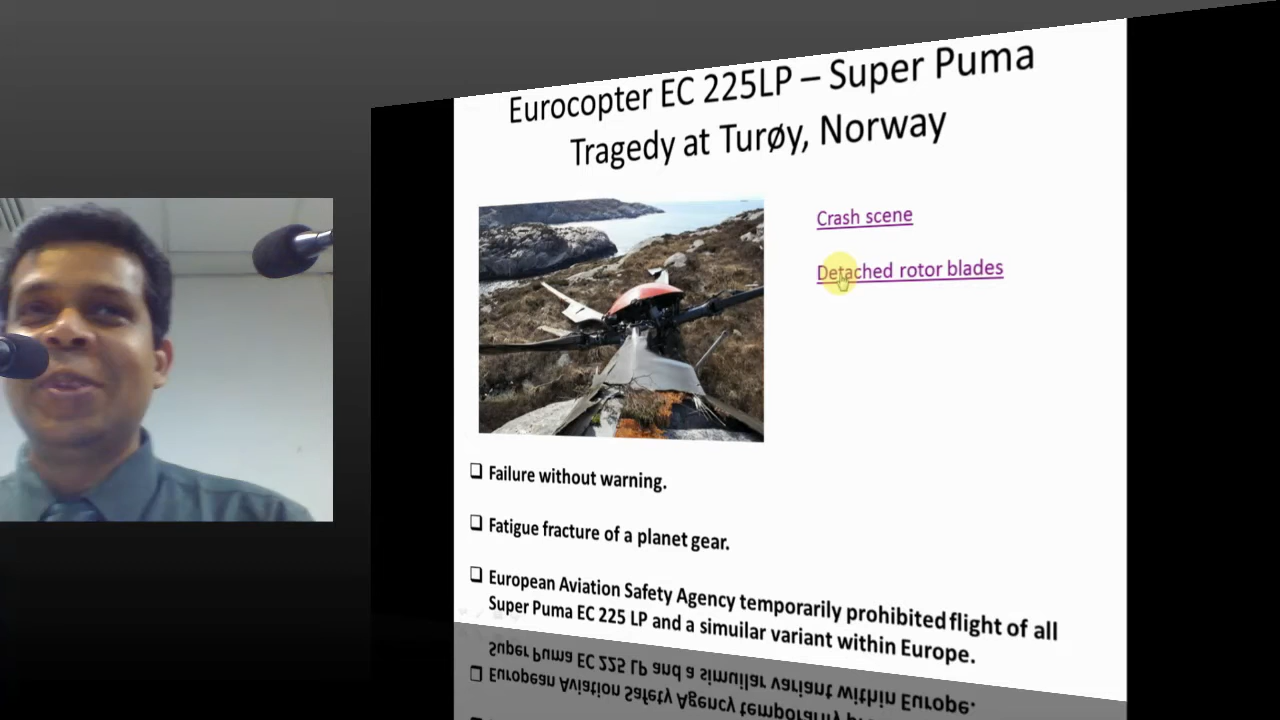 Eurocopter EC 225LP – Super Puma
Tragedy at Turøy, Norway
Crash scene
Detached rotor blades
❑ Failure without warning.
❑ Fatigue fracture of a planet gear.
❑ European Aviation Safety Agency temporarily prohibited flight of all
Super Puma EC 225 LP and a simuilar variant within Europe.